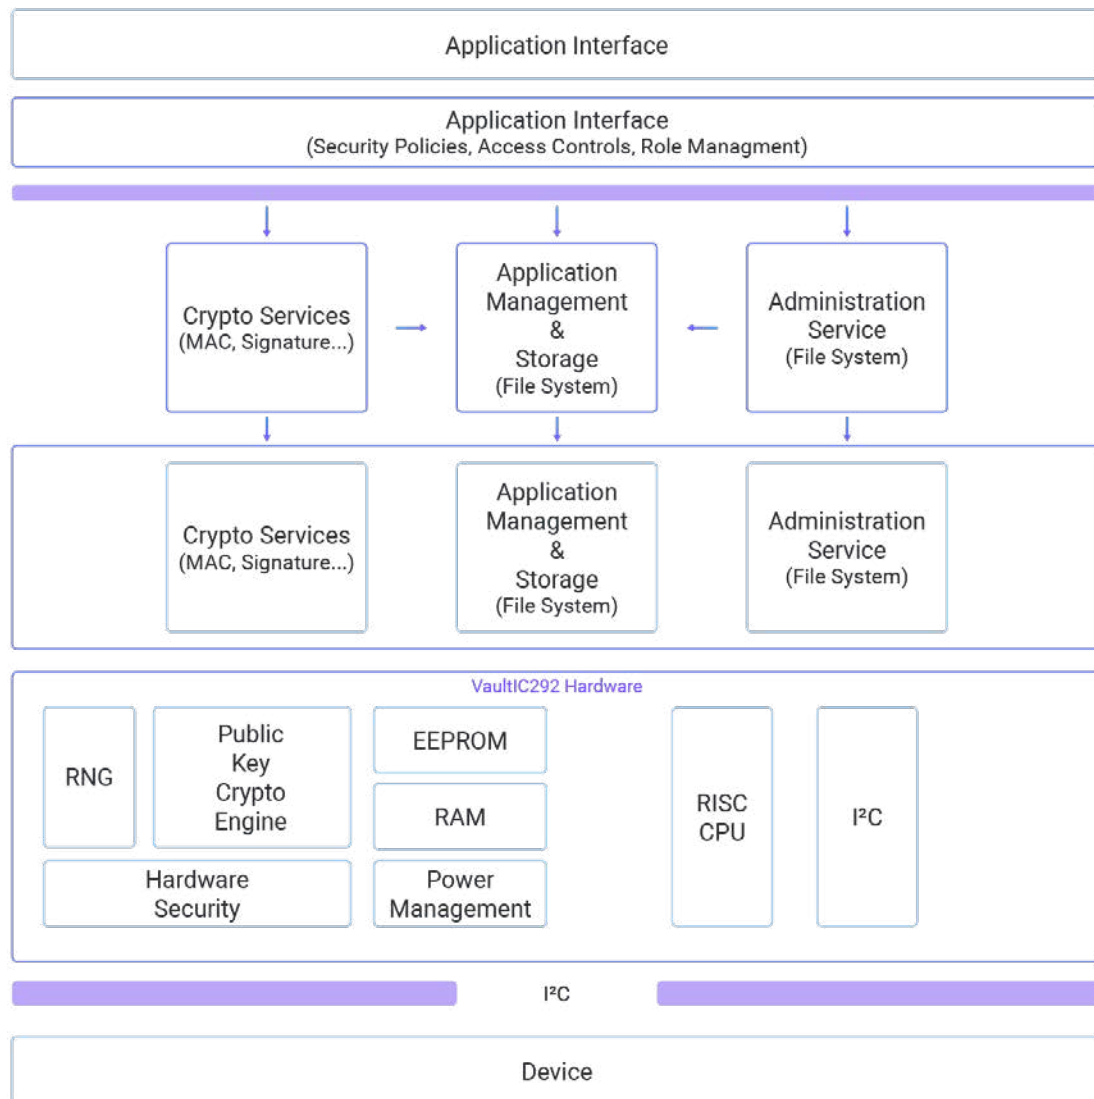 Application Interface
Application Interface
(Security Policies, Access Controls, Role Managment)
Crypto Services
(MAC, Signature...)
Application
Management
&
Storage
(File System)
Administration
Service
(File System)
Crypto Services
(MAC, Signature...)
Application
Management
&
Storage
(File System)
Administration
Service
(File System)
VaultIC292 Hardware
RNG
Public
Key
Crypto
Engine
EEPROM
RAM
RISC
CPU
I²C
Hardware
Security
Power
Management
I²C
Device